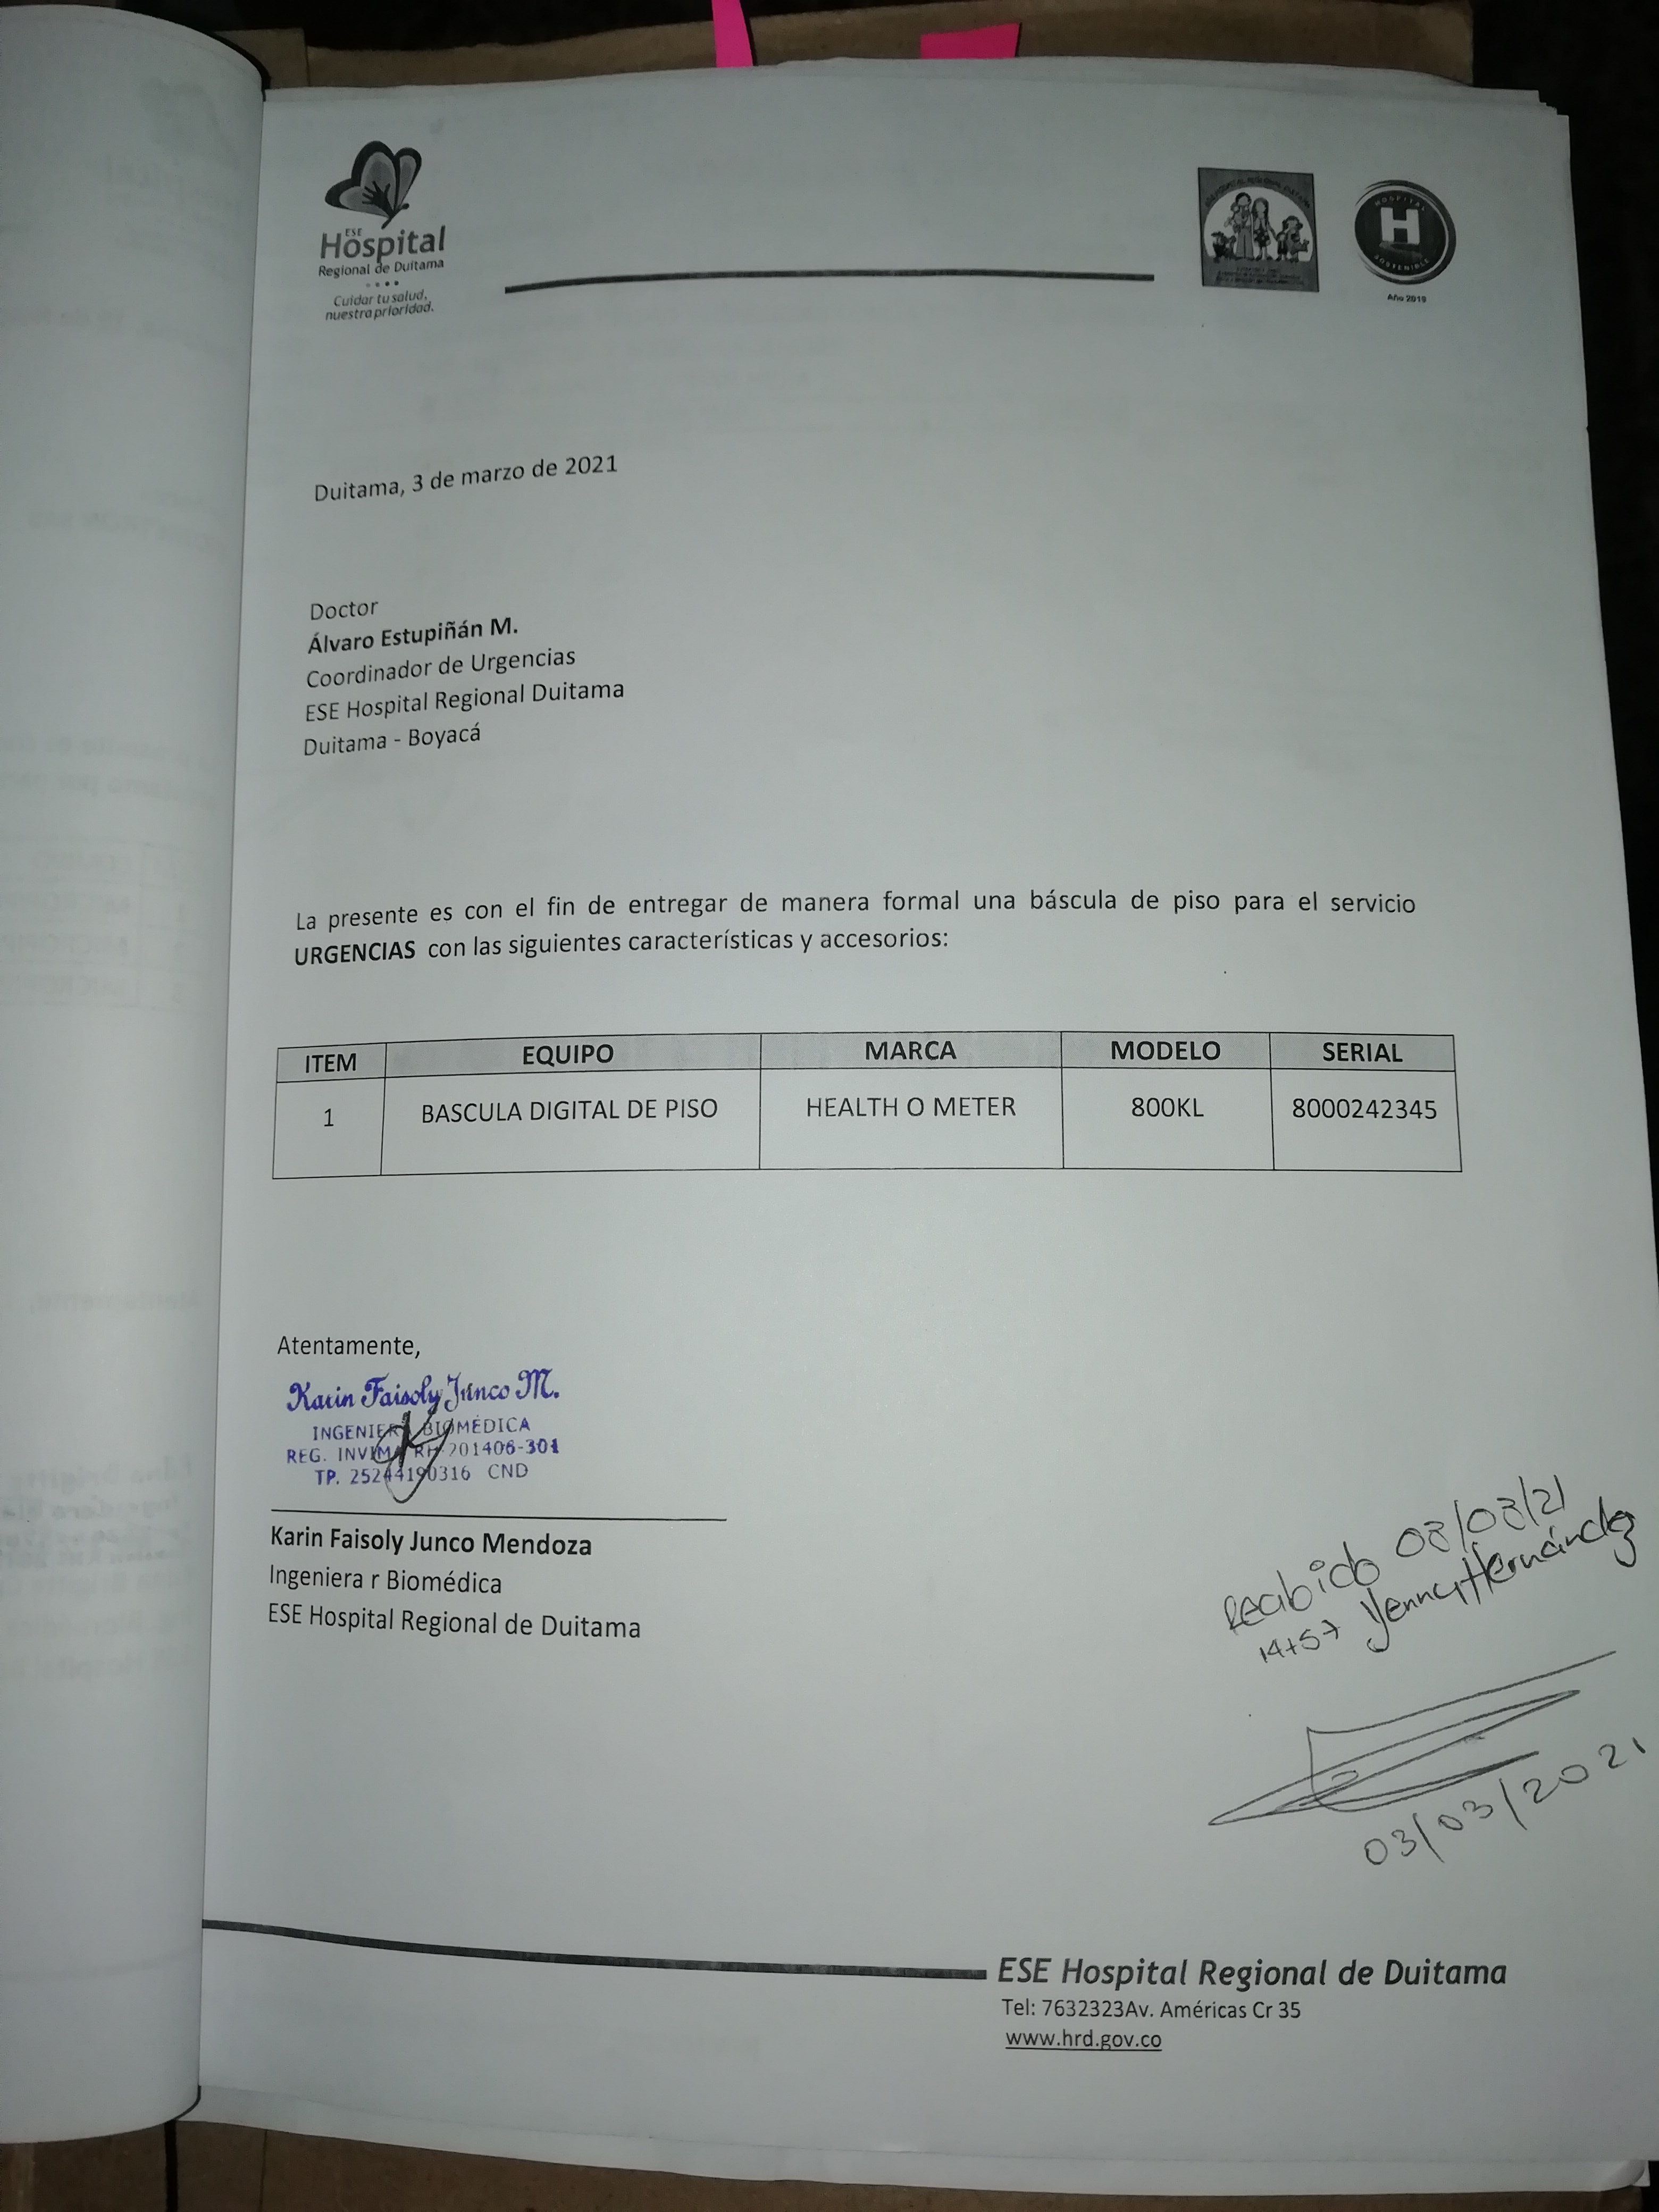 ESE
Hospital
Regional de Duitama
Cuidar tu salud,
nuestra prioridad.
HOSPITAL
H
SOSTENIBLE
Año 2019
Duitama, 3 de marzo de 2021
Doctor
Álvaro Estupiñán M.
Coordinador de Urgencias
ESE Hospital Regional Duitama
Duitama - Boyacá
La presente es con el fin de entregar de manera formal una báscula de piso para el servicio
URGENCIAS con las siguientes características y accesorios:
ITEM EQUIPO MARCA MODELO SERIAL
1 BASCULA DIGITAL DE PISO HEALTH O METER 800KL 8000242345
Atentamente,
Karin Faisoly Junco M.
INGENIERA BIOMÉDICA
REG. INVIMA RH-201406-301
TP. 25244190316 CND
Karin Faisoly Junco Mendoza
Ingeniera r Biomédica
ESE Hospital Regional de Duitama
Recibido 03/03/21
14+57 Yenny Hernández
03/03/2021
ESE Hospital Regional de Duitama
Tel: 7632323Av. Américas Cr 35
www.hrd.gov.co